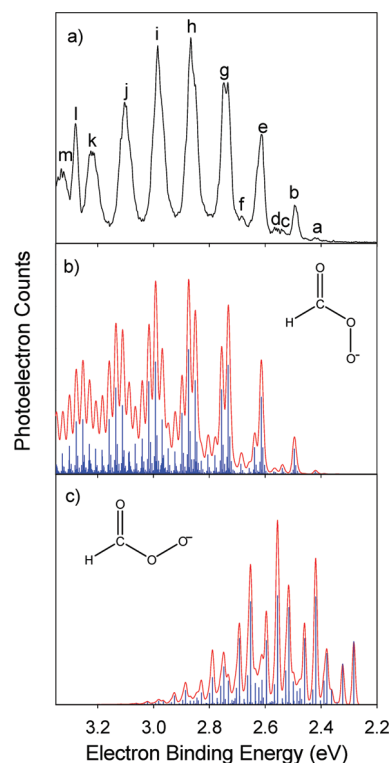 a)
m
l
k
j
i
h
g
f
e
d
c
b
a
Photoelectron Counts
b)
O
H
C
O
O⁻
c)
O
H
C
O
O⁻
3.2 3.0 2.8 2.6 2.4 2.2
Electron Binding Energy (eV)